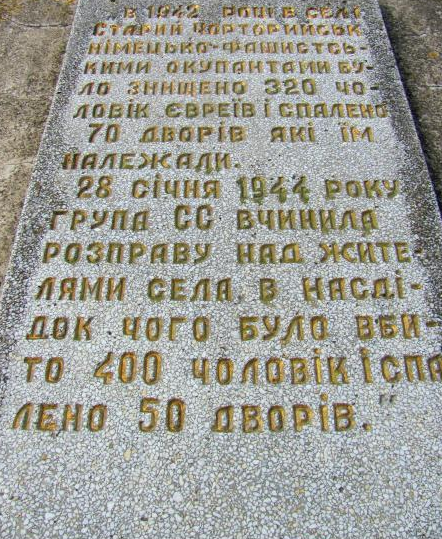 "В 1942 РОЦІ В СЕЛІ
СТАРИЙ ЧОРТОРИЙСЬК
НІМЕЦЬКО-ФАШИСТСЬ-
КИМИ ОКУПАНТАМИ БУ-
ЛО ЗНИЩЕНО 320 ЧО-
ЛОВІК ЄВРЕЇВ І СПАЛЕНО
70 ДВОРІВ ЯКІ ЇМ
НАЛЕЖАЛИ.
28 СІЧНЯ 1944 РОКУ
ГРУПА СС ВЧИНИЛА
РОЗПРАВУ НАД ЖИТЕ-
ЛЯМИ СЕЛА, В НАСЛІ-
ДОК ЧОГО БУЛО ВБИ-
ТО 400 ЧОЛОВІК І СПА
ЛЕНО 50 ДВОРІВ."